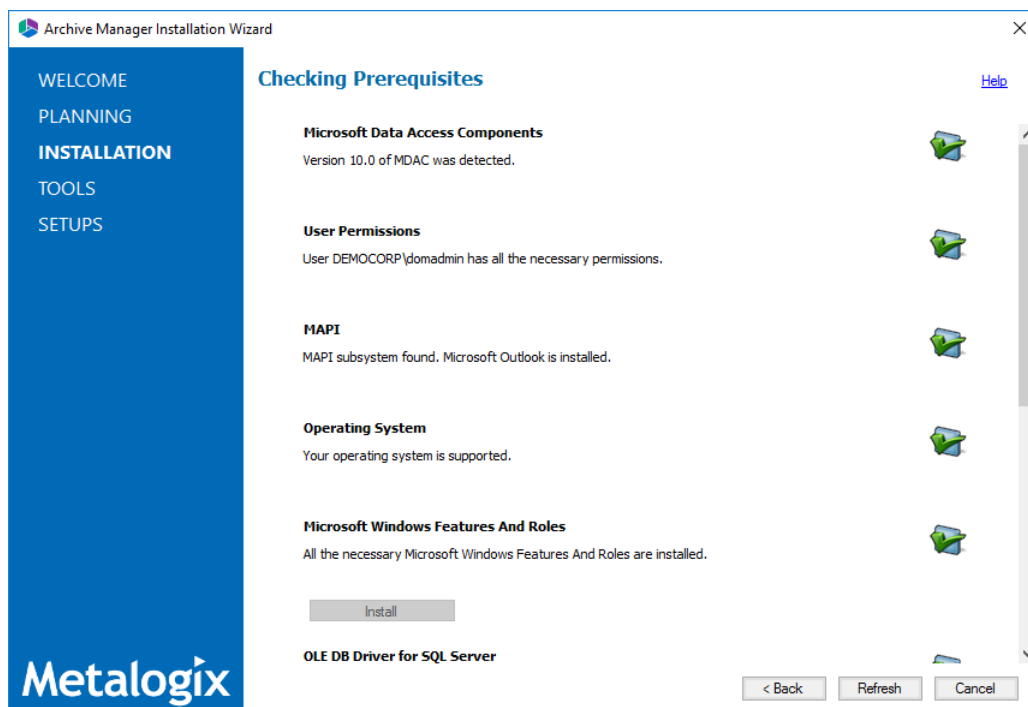 Archive Manager Installation Wizard
WELCOME
PLANNING
INSTALLATION
TOOLS
SETUPS
Metalogix
Checking Prerequisites
Help
Microsoft Data Access Components
Version 10.0 of MDAC was detected.
User Permissions
User DEMOCORP\domadmin has all the necessary permissions.
MAPI
MAPI subsystem found. Microsoft Outlook is installed.
Operating System
Your operating system is supported.
Microsoft Windows Features And Roles
All the necessary Microsoft Windows Features And Roles are installed.
Install
OLE DB Driver for SQL Server
< Back
Refresh
Cancel